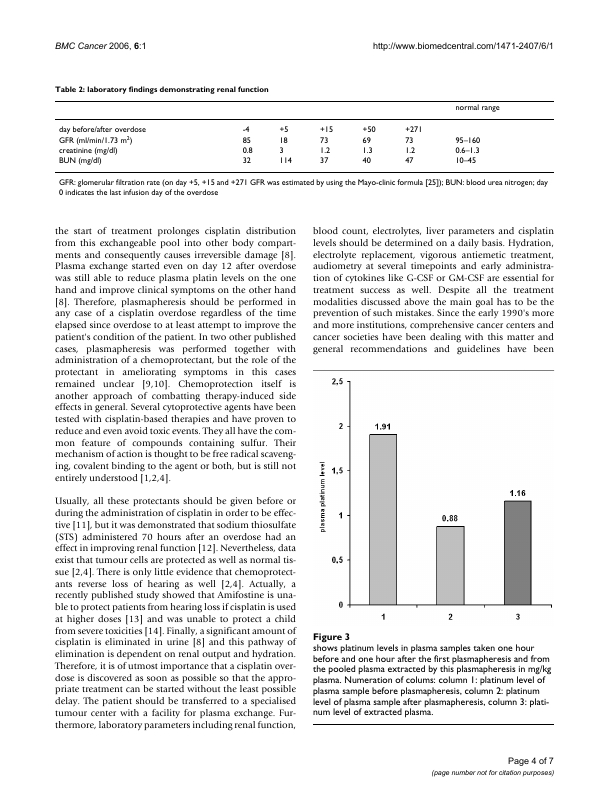 BMC Cancer 2006, 6:1
http://www.biomedcentral.com/1471-2407/6/1
Table 2: laboratory findings demonstrating renal function
normal range
day before/after overdose -4 +5 +15 +50 +271
GFR (ml/min/1.73 m²) 85 18 73 69 73 95–160
creatinine (mg/dl) 0.8 3 1.2 1.3 1.2 0.6–1.3
BUN (mg/dl) 32 114 37 40 47 10–45
GFR: glomerular filtration rate (on day +5, +15 and +271 GFR was estimated by using the Mayo-clinic formula [25]); BUN: blood urea nitrogen; day
0 indicates the last infusion day of the overdose
the start of treatment prolonges cisplatin distribution
from this exchangeable pool into other body compart-
ments and consequently causes irreversible damage [8].
Plasma exchange started even on day 12 after overdose
was still able to reduce plasma platin levels on the one
hand and improve clinical symptoms on the other hand
[8]. Therefore, plasmapheresis should be performed in
any case of a cisplatin overdose regardless of the time
elapsed since overdose to at least attempt to improve the
patient's condition of the patient. In two other published
cases, plasmapheresis was performed together with
administration of a chemoprotectant, but the role of the
protectant in ameliorating symptoms in this cases
remained unclear [9,10]. Chemoprotection itself is
another approach of combatting therapy-induced side
effects in general. Several cytoprotective agents have been
tested with cisplatin-based therapies and have proven to
reduce and even avoid toxic events. They all have the com-
mon feature of compounds containing sulfur. Their
mechanism of action is thought to be free radical scaveng-
ing, covalent binding to the agent or both, but is still not
entirely understood [1,2,4].
Usually, all these protectants should be given before or
during the administration of cisplatin in order to be effec-
tive [11], but it was demonstrated that sodium thiosulfate
(STS) administered 70 hours after an overdose had an
effect in improving renal function [12]. Nevertheless, data
exist that tumour cells are protected as well as normal tis-
sue [2,4]. There is only little evidence that chemoprotect-
ants reverse loss of hearing as well [2,4]. Actually, a
recently published study showed that Amifostine is una-
ble to protect patients from hearing loss if cisplatin is used
at higher doses [13] and was unable to protect a child
from severe toxicities [14]. Finally, a significant amount of
cisplatin is eliminated in urine [8] and this pathway of
elimination is dependent on renal output and hydration.
Therefore, it is of utmost importance that a cisplatin over-
dose is discovered as soon as possible so that the appro-
priate treatment can be started without the least possible
delay. The patient should be transferred to a specialised
tumour center with a facility for plasma exchange. Fur-
thermore, laboratory parameters including renal function,
blood count, electrolytes, liver parameters and cisplatin
levels should be determined on a daily basis. Hydration,
electrolyte replacement, vigorous antiemetic treatment,
audiometry at several timepoints and early administra-
tion of cytokines like G-CSF or GM-CSF are essential for
treatment success as well. Despite all the treatment
modalities discussed above the main goal has to be the
prevention of such mistakes. Since the early 1990's more
and more institutions, comprehensive cancer centers and
cancer societies have been dealing with this matter and
general recommendations and guidelines have been
2,5
2
1,5
1
0,5
0
plasma platinum level
1.91
0.88
1.16
1 2 3
Figure 3
shows platinum levels in plasma samples taken one hour
before and one hour after the first plasmapheresis and from
the pooled plasma extracted by this plasmapheresis in mg/kg
plasma. Numeration of colums: column 1: platinum level of
plasma sample before plasmapheresis, column 2: platinum
level of plasma sample after plasmapheresis, column 3: plati-
num level of extracted plasma.
Page 4 of 7
(page number not for citation purposes)